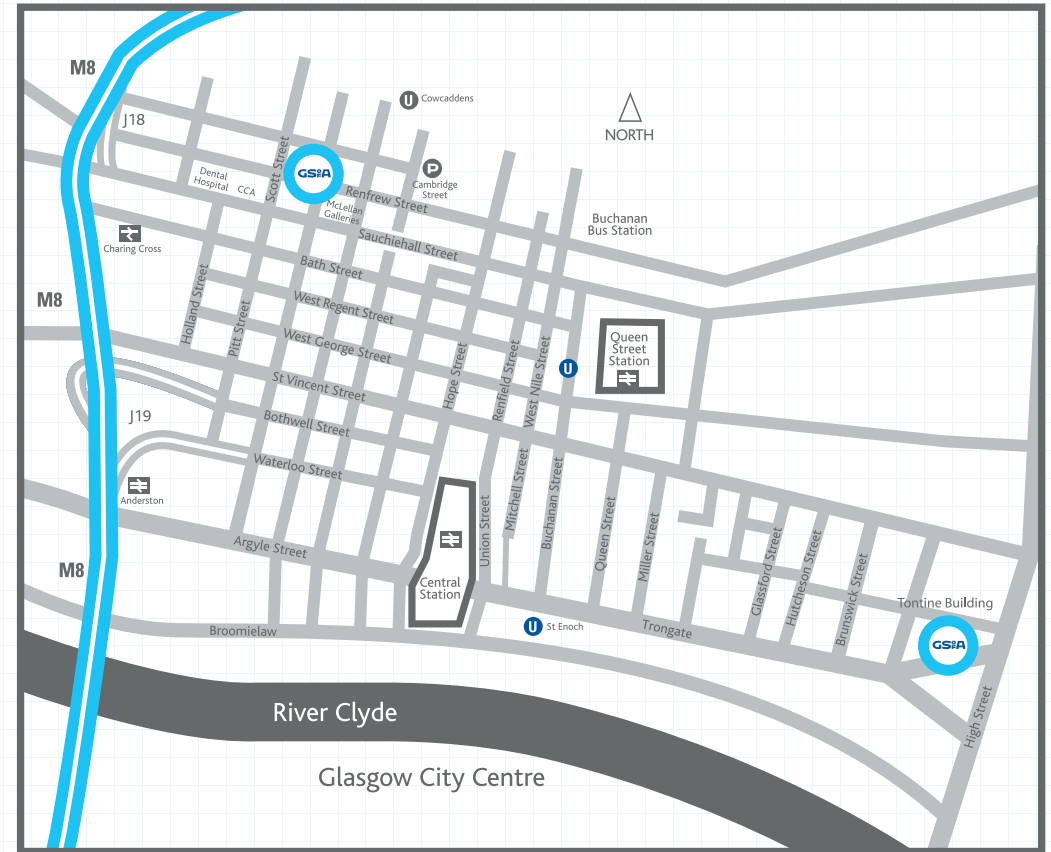 M8
J18
U
Cowcaddens
NORTH
P
Cambridge
Street
Scott Street
GSofA
Dental
Hospital
CCA
McLellan
Galleries
Renfrew Street
Sauchiehall Street
Buchanan
Bus Station
Charing Cross
Bath Street
M8
Holland Street
Pitt Street
West Regent Street
West George Street
Hope Street
Renfield Street
West Nile Street
U
Queen
Street
Station
St Vincent Street
J19
Bothwell Street
Waterloo Street
Anderston
Argyle Street
Central
Station
Union Street
Mitchell Street
Buchanan Street
Queen Street
Miller Street
Glassford Street
Hutcheson Street
Brunswick Street
M8
Tontine Building
GSofA
Broomielaw
U
St Enoch
Trongate
High Street
River Clyde
Glasgow City Centre